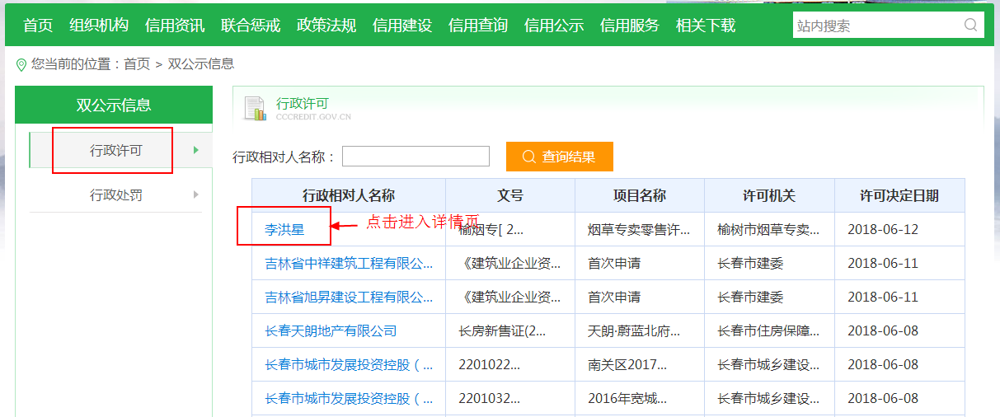 首页 组织机构 信用资讯 联合惩戒 政策法规 信用建设 信用查询 信用公示 信用服务 相关下载 站内搜索
您当前的位置：首页 > 双公示信息
双公示信息
行政许可
行政处罚
行政许可
CCCREDIT.GOV.CN
行政相对人名称： 查询结果
行政相对人名称 文号 项目名称 许可机关 许可决定日期
点击进入详情页
李洪星 榆烟专[ 2... 烟草专卖零售许... 榆树市烟草专卖... 2018-06-12
吉林省中祥建筑工程有限公... 《建筑业企业资... 首次申请 长春市建委 2018-06-11
吉林省旭昇建设工程有限公... 《建筑业企业资... 首次申请 长春市建委 2018-06-11
长春天朗地产有限公司 长房新售证(2... 天朗·蔚蓝北府... 长春市住房保障... 2018-06-08
长春市城市发展投资控股（... 2201022... 南关区2017... 长春市城乡建设... 2018-06-08
长春市城市发展投资控股（... 2201032... 2016年宽城... 长春市城乡建设... 2018-06-08